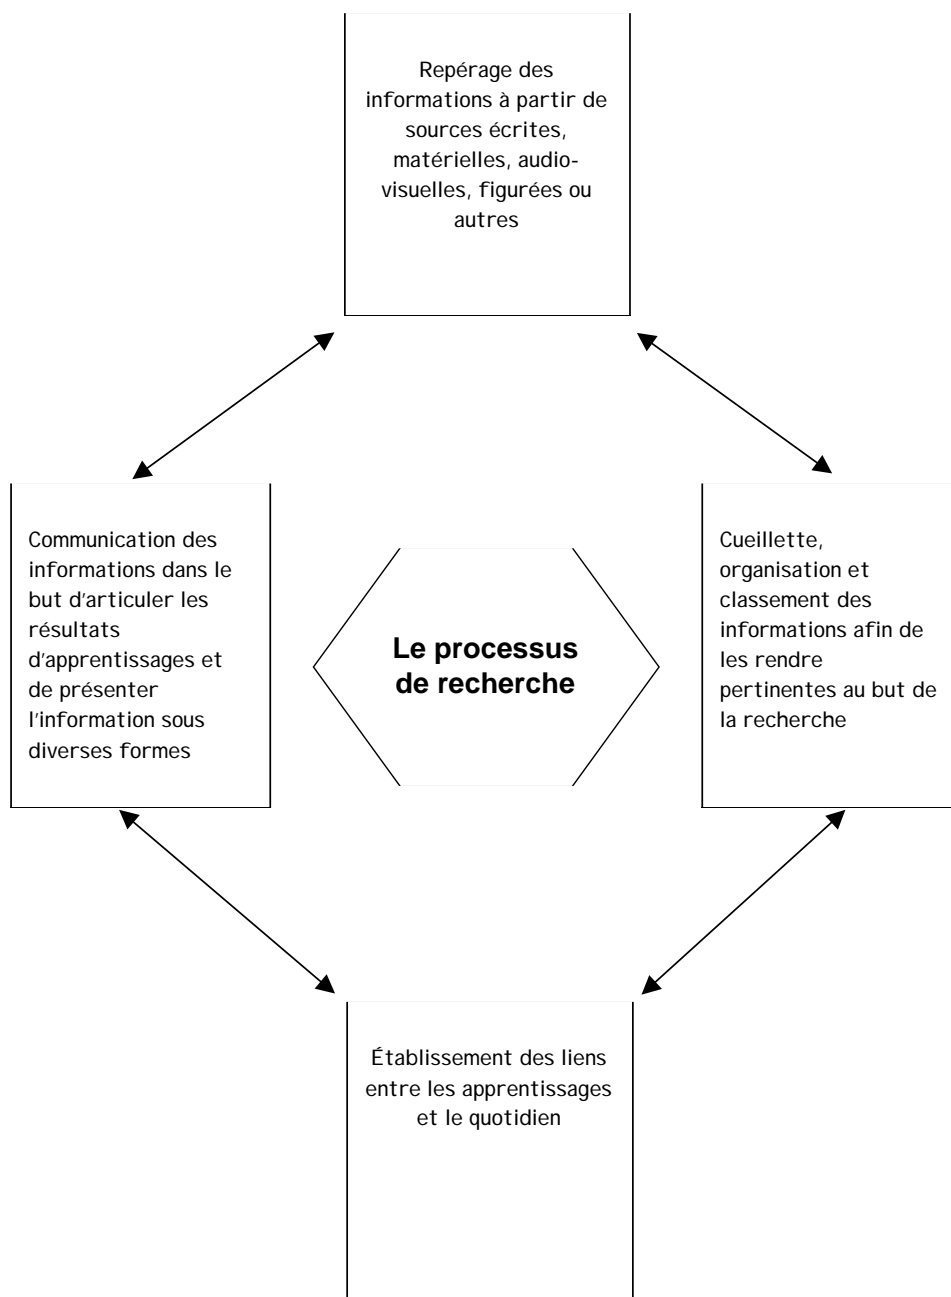 Repérage des
informations à partir de
sources écrites,
matérielles, audio-
visuelles, figurées ou
autres
Communication des
informations dans le
but d'articuler les
résultats
d'apprentissages et
de présenter
l'information sous
diverses formes
Le processus
de recherche
Cueillette,
organisation et
classement des
informations afin de
les rendre
pertinentes au but de
la recherche
Établissement des liens
entre les apprentissages
et le quotidien